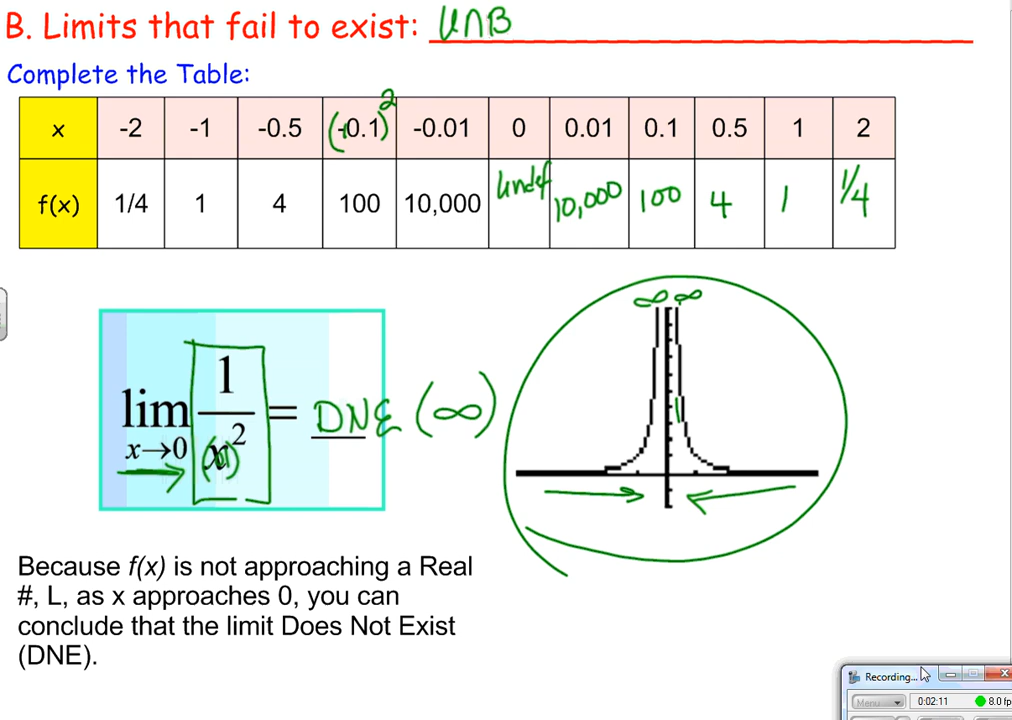 B. Limits that fail to exist: UNB
Complete the Table:
x -2 -1 -0.5 (-0.1)² -0.01 0 0.01 0.1 0.5 1 2
f(x) 1/4 1 4 100 10,000 undef 10,000 100 4 1 1/4
∞ ∞
lim x→0 1/(x)² = DNE (∞)
Because f(x) is not approaching a Real
#, L, as x approaches 0, you can
conclude that the limit Does Not Exist
(DNE).
Recording...
Menu 0:02:11 8.0 fp